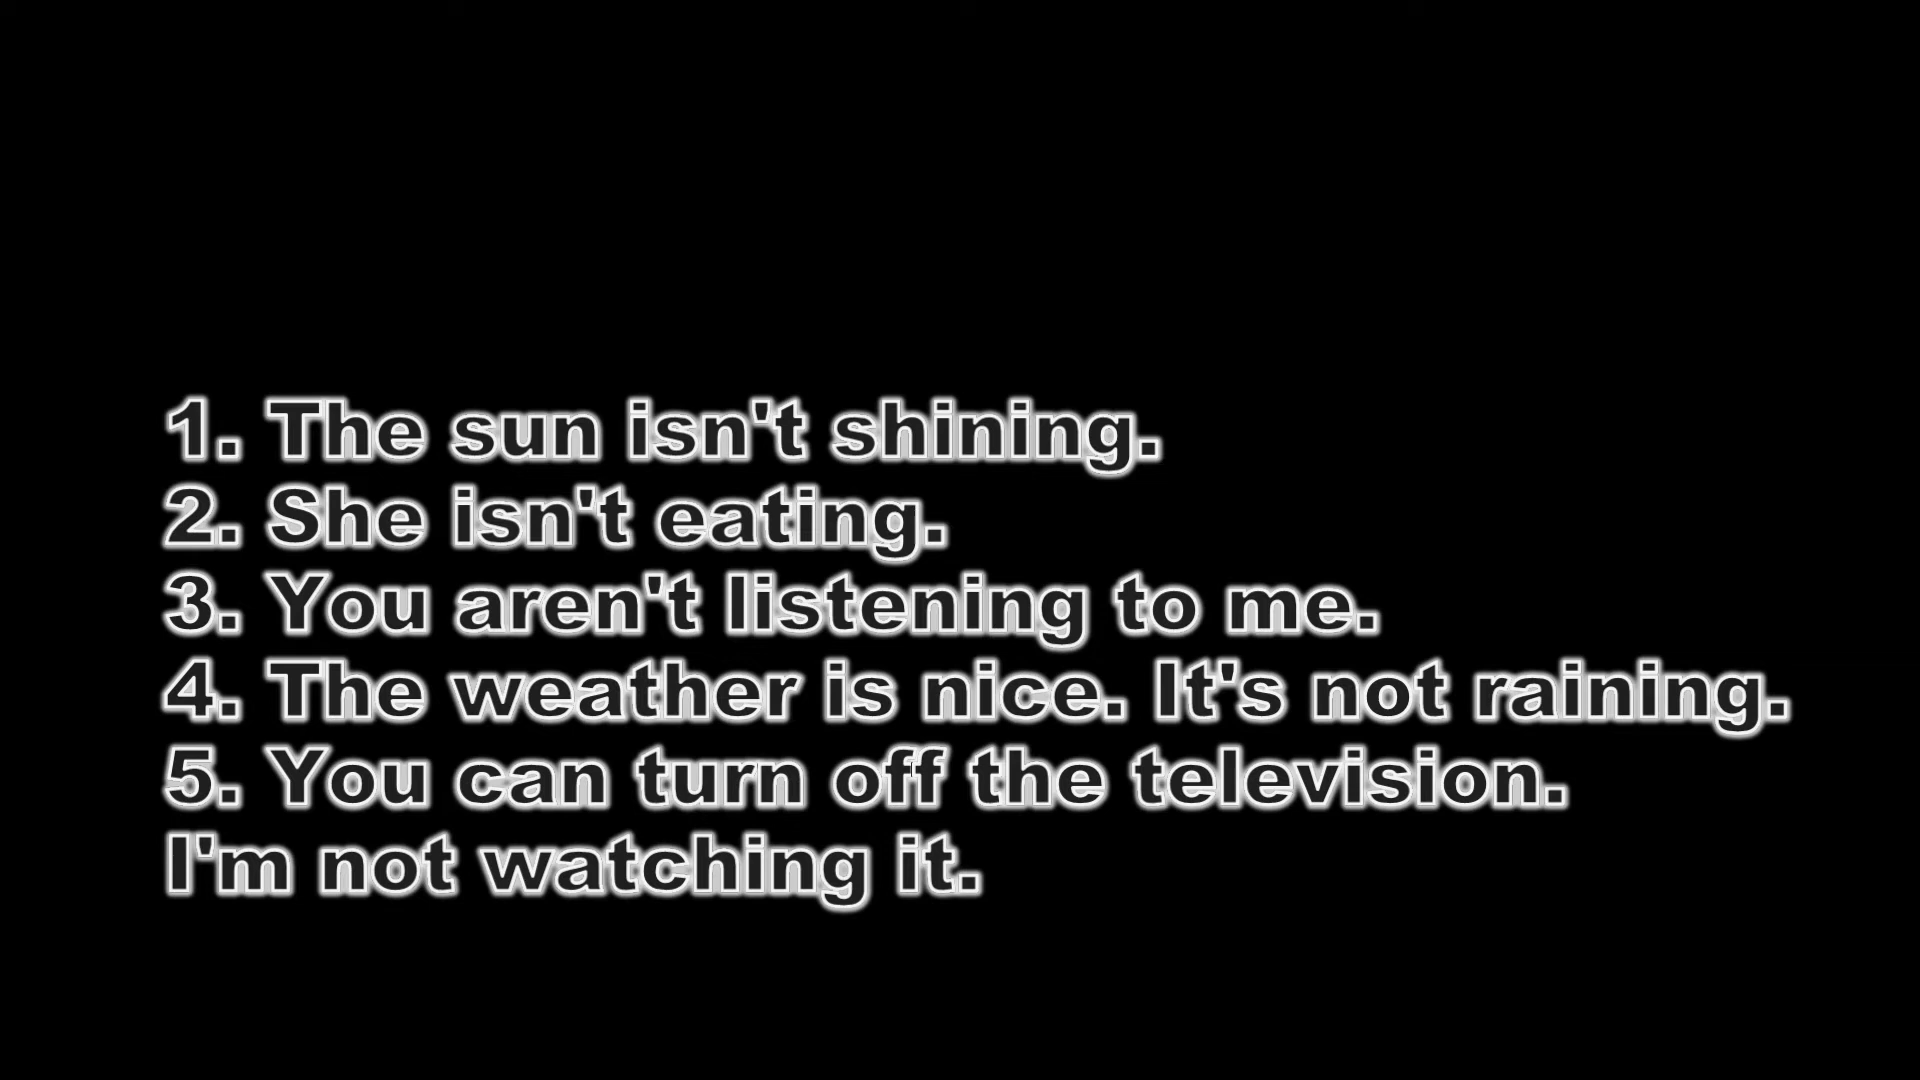 1. The sun isn't shining.
2. She isn't eating.
3. You aren't listening to me.
4. The weather is nice. It's not raining.
5. You can turn off the television.
I'm not watching it.